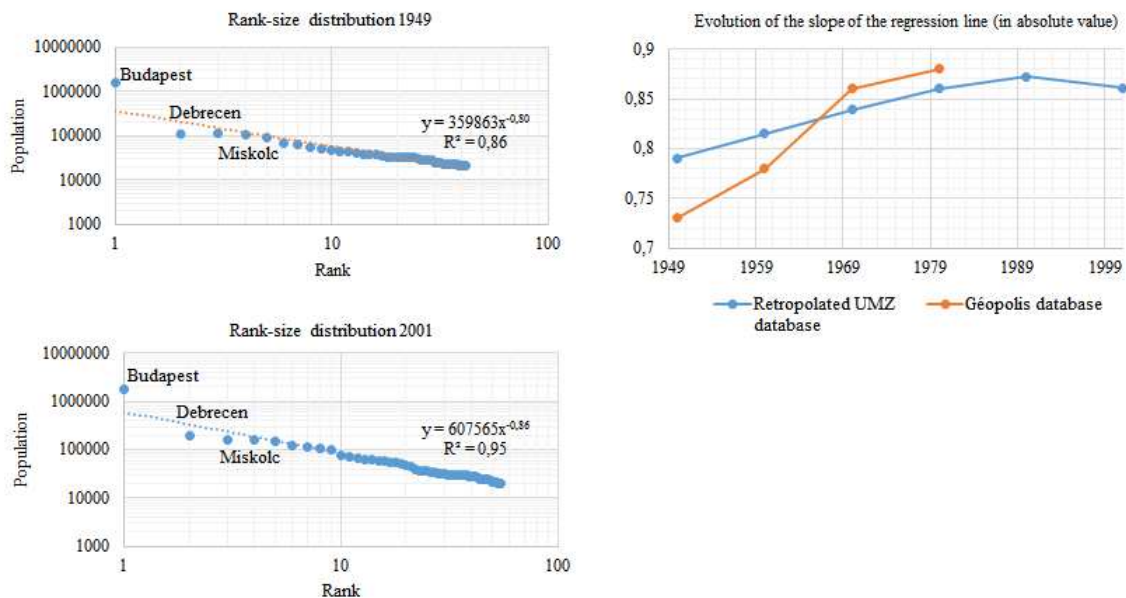 Rank-size distribution 1949
10000000
1000000
100000
10000
1000
Population
Budapest
Debrecen
Miskolc
y = 359863x-0,80
R² = 0,86
1
10
100
Rank
Evolution of the slope of the regression line (in absolute value)
0,9
0,85
0,8
0,75
0,7
1949
1959
1969
1979
1989
1999
Retropolated UMZ
database
Géopolis database
Rank-size distribution 2001
10000000
1000000
1000000
100000
10000
1000
Population
Budapest
Debrecen
Miskolc
y = 607565x-0,86
R² = 0,95
1
10
100
Rank